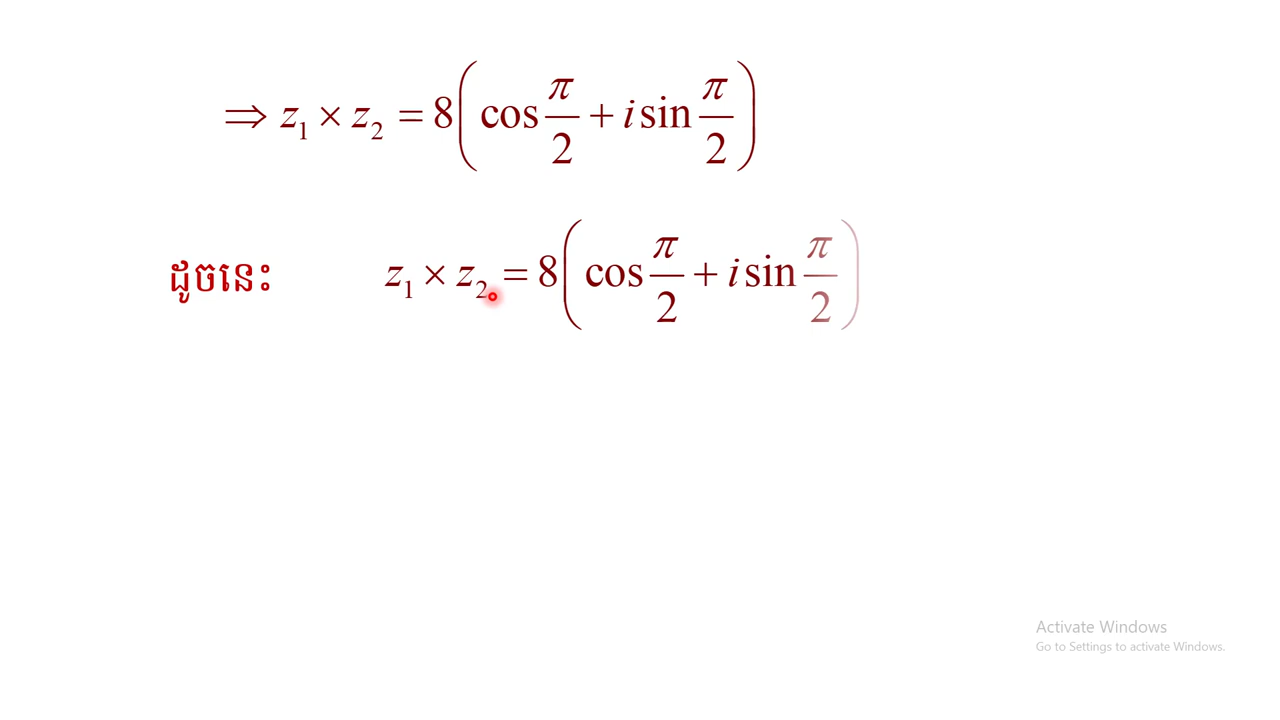 ⇒ z₁ × z₂ = 8(cos π/2 + i sin π/2)
ដូចនេះ z₁ × z₂ = 8(cos π/2 + i sin π/2)
Activate Windows
Go to Settings to activate Windows.